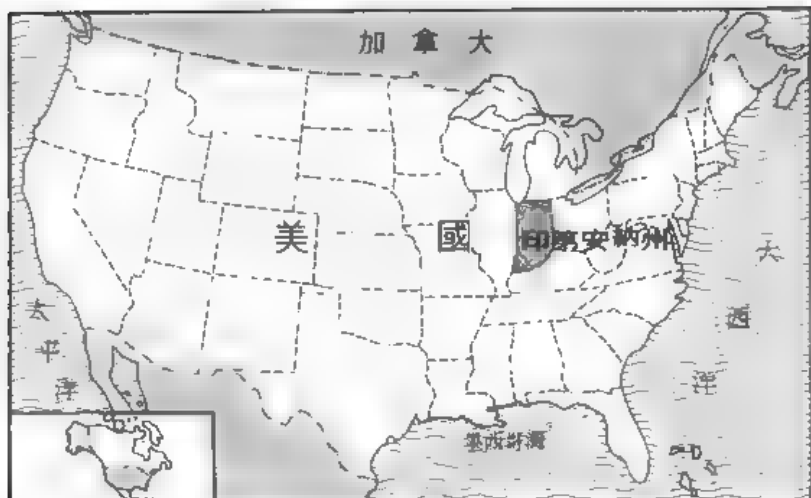 加拿大
美國
印第安納州
大西洋
太平洋
墨西哥灣